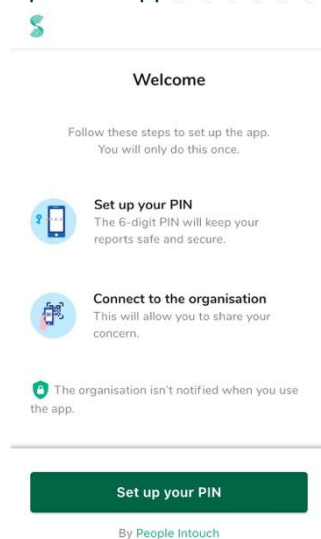 Welcome
Follow these steps to set up the app.
You will only do this once.
Set up your PIN
The 6-digit PIN will keep your
reports safe and secure.
Connect to the organisation
This will allow you to share your
concern.
The organisation isn't notified when you use
the app.
Set up your PIN
By People Intouch